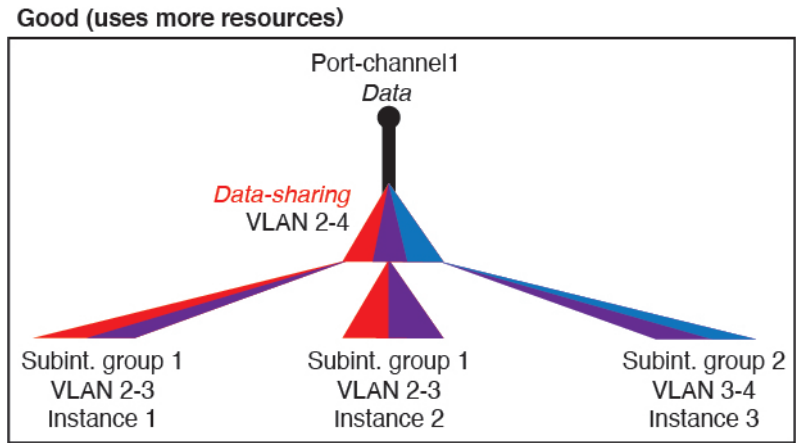 Good (uses more resources)
Port-channel1
Data
Data-sharing
VLAN 2-4
Subint. group 1
VLAN 2-3
Instance 1
Subint. group 1
VLAN 2-3
Instance 2
Subint. group 2
VLAN 3-4
Instance 3